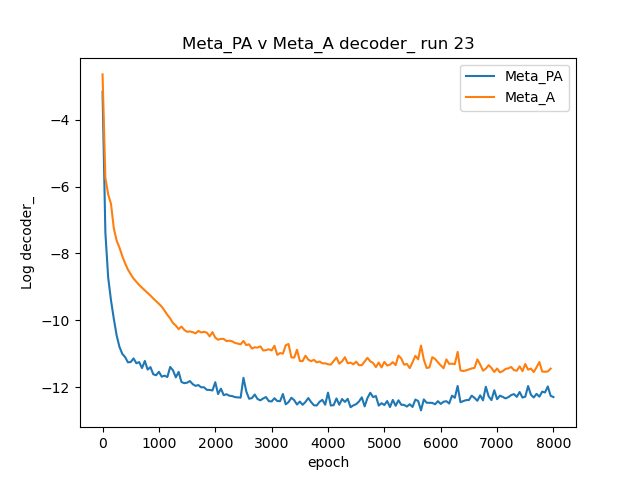 Meta_PA v Meta_A decoder_ run 23
Meta_PA
Meta_A
Log decoder_
−4
−6
−8
−10
−12
0
1000
2000
3000
4000
5000
6000
7000
8000
epoch